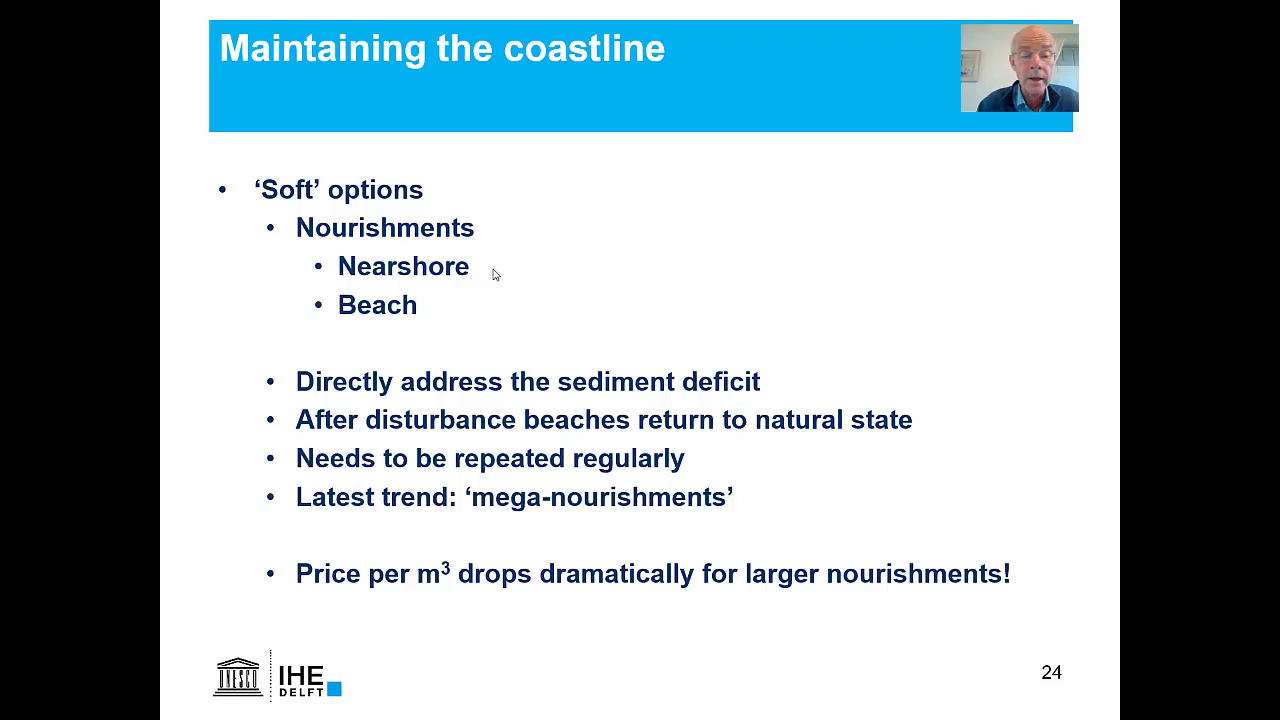 Maintaining the coastline
• ‘Soft’ options
• Nourishments
• Nearshore
• Beach
• Directly address the sediment deficit
• After disturbance beaches return to natural state
• Needs to be repeated regularly
• Latest trend: ‘mega-nourishments’
• Price per m³ drops dramatically for larger nourishments!
UNESCO
IHE
DELFT
24